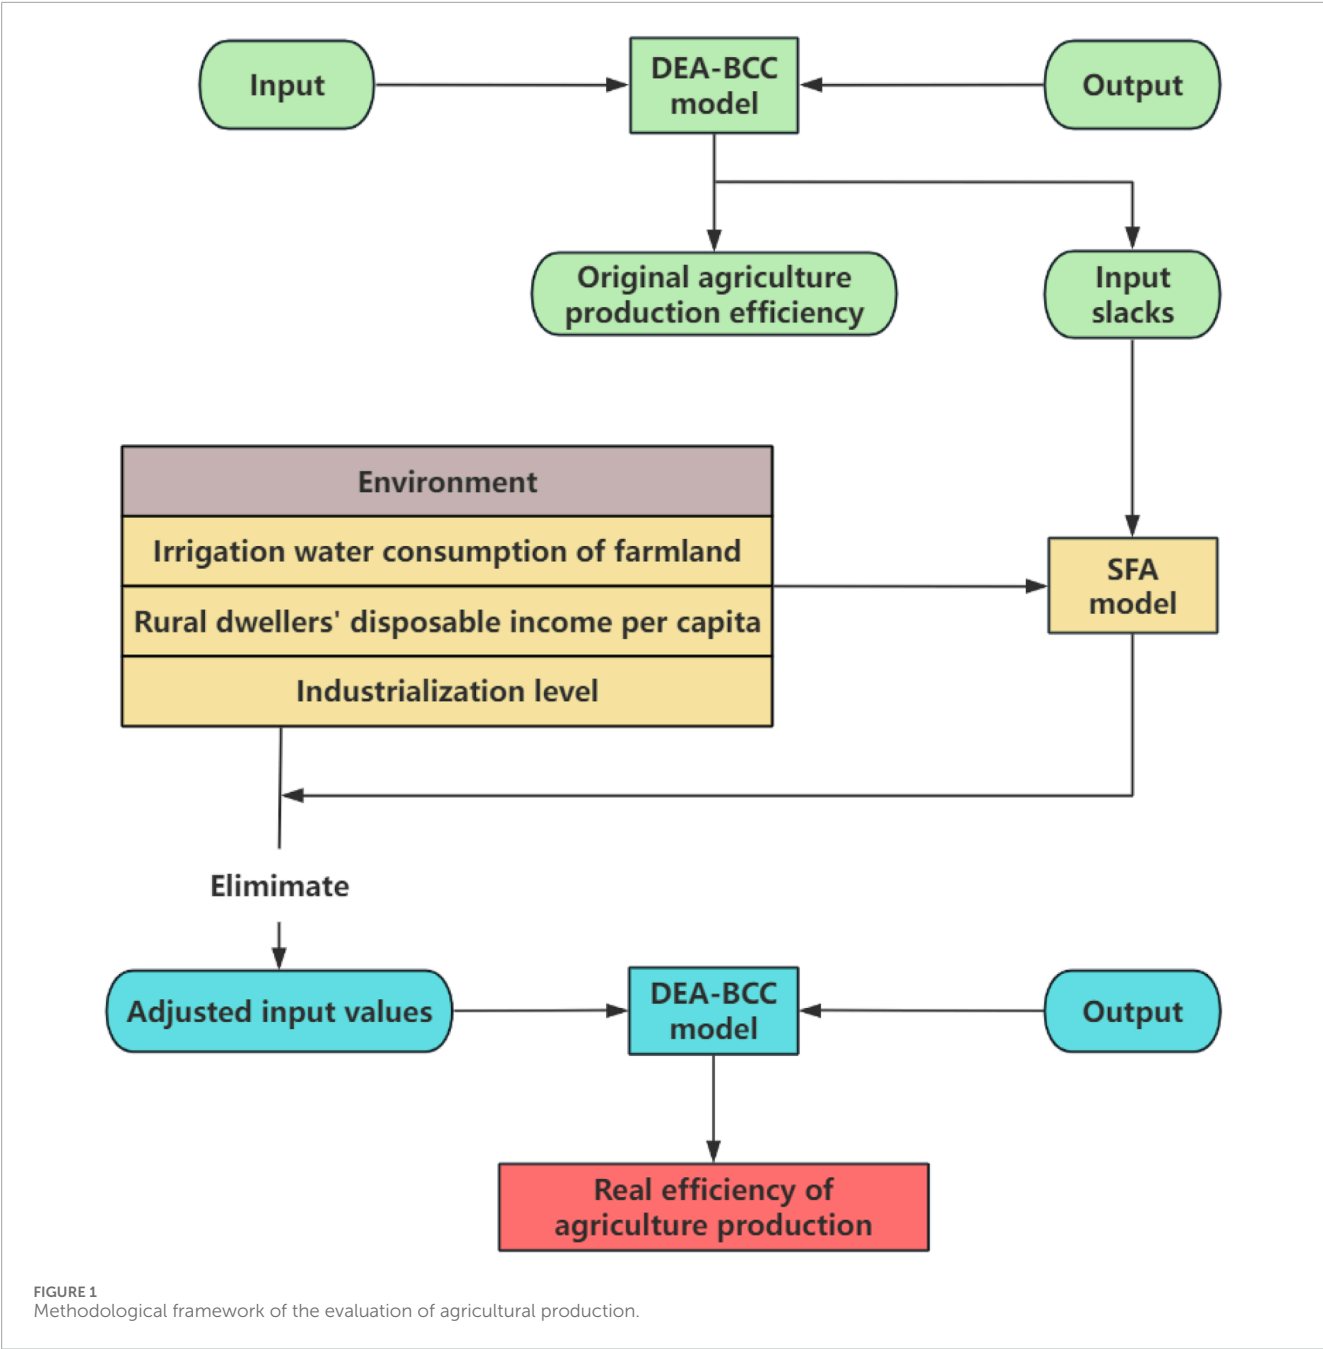 Input
DEA-BCC
model
Output
Original agriculture
production efficiency
Input
slacks
Environment
Irrigation water consumption of farmland
Rural dwellers' disposable income per capita
Industrialization level
SFA
model
Elimimate
Adjusted input values
DEA-BCC
model
Output
Real efficiency of
agriculture production
FIGURE 1
Methodological framework of the evaluation of agricultural production.